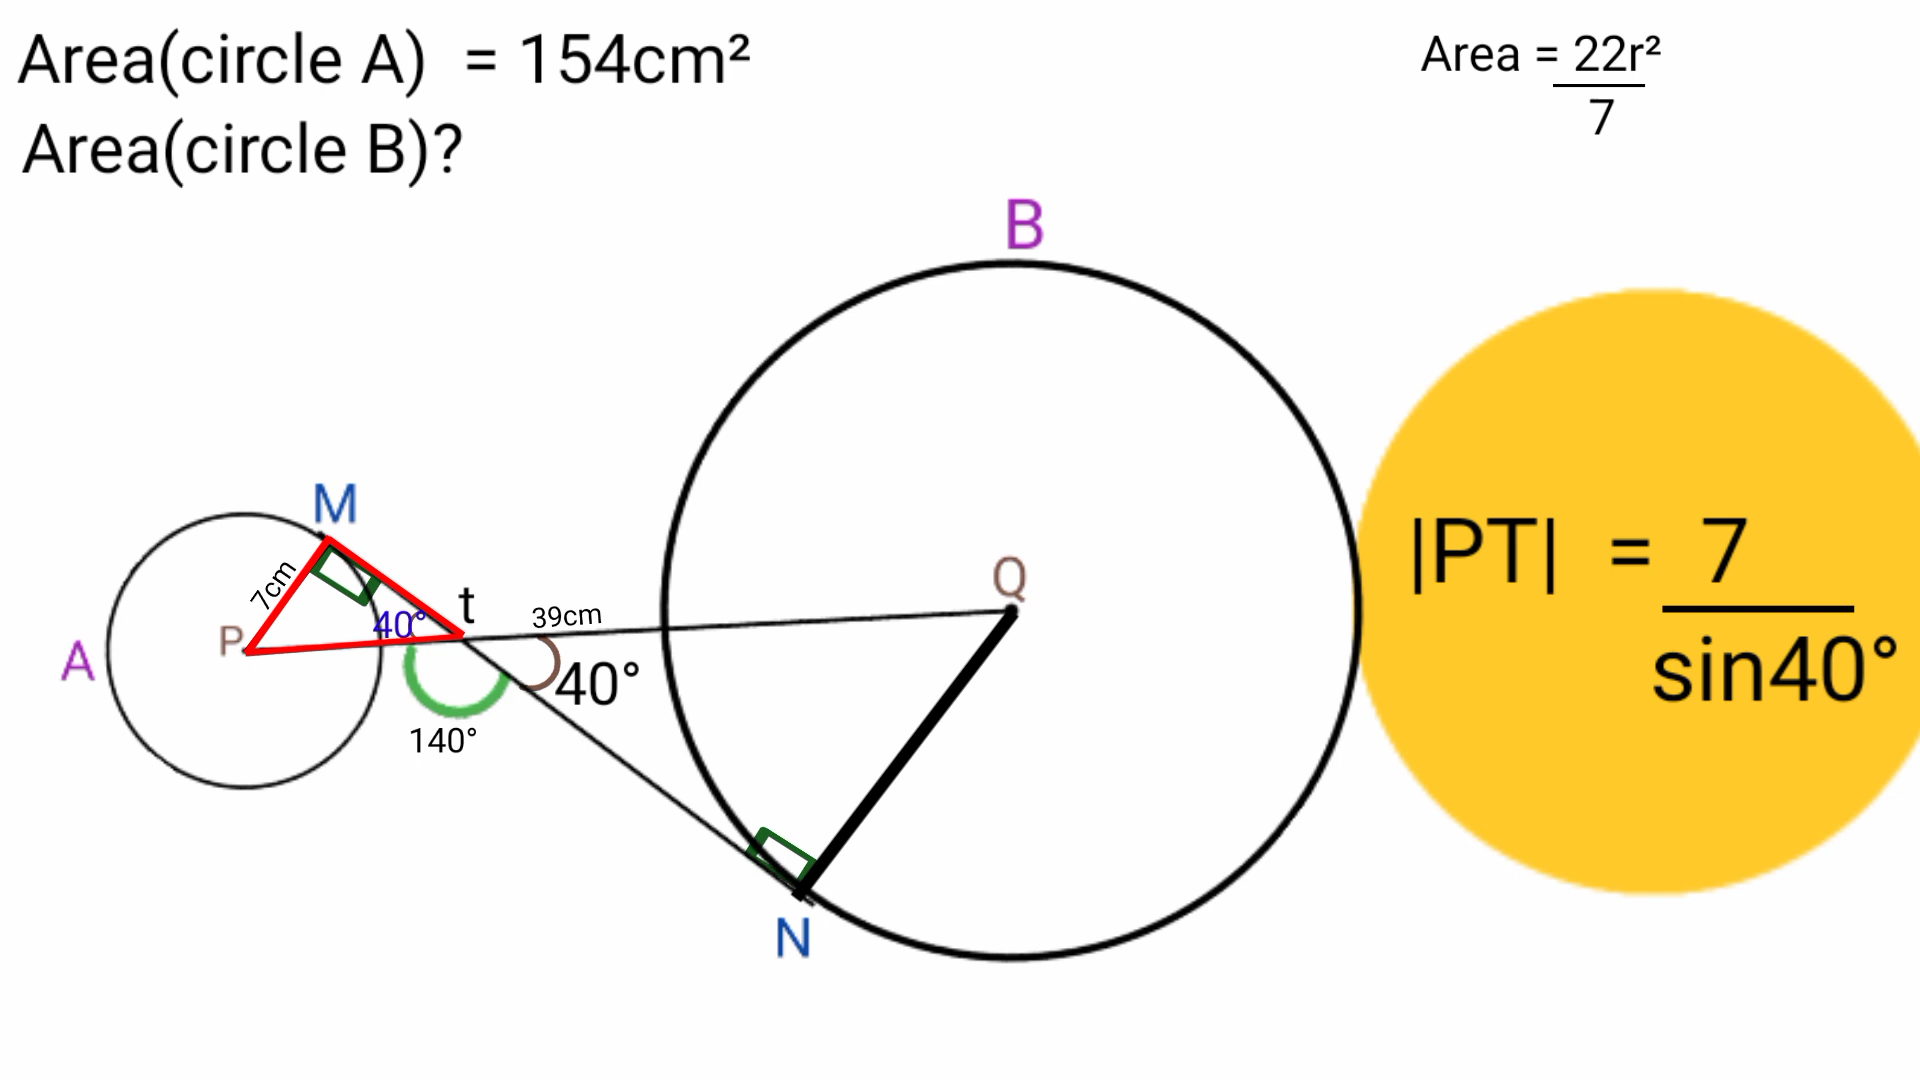 Area(circle A) = 154cm²
Area = 22r²
7
Area(circle B)?
B
M
7cm
P
A
40°
t
39cm
40°
140°
Q
N
|PT| = 7
sin40°